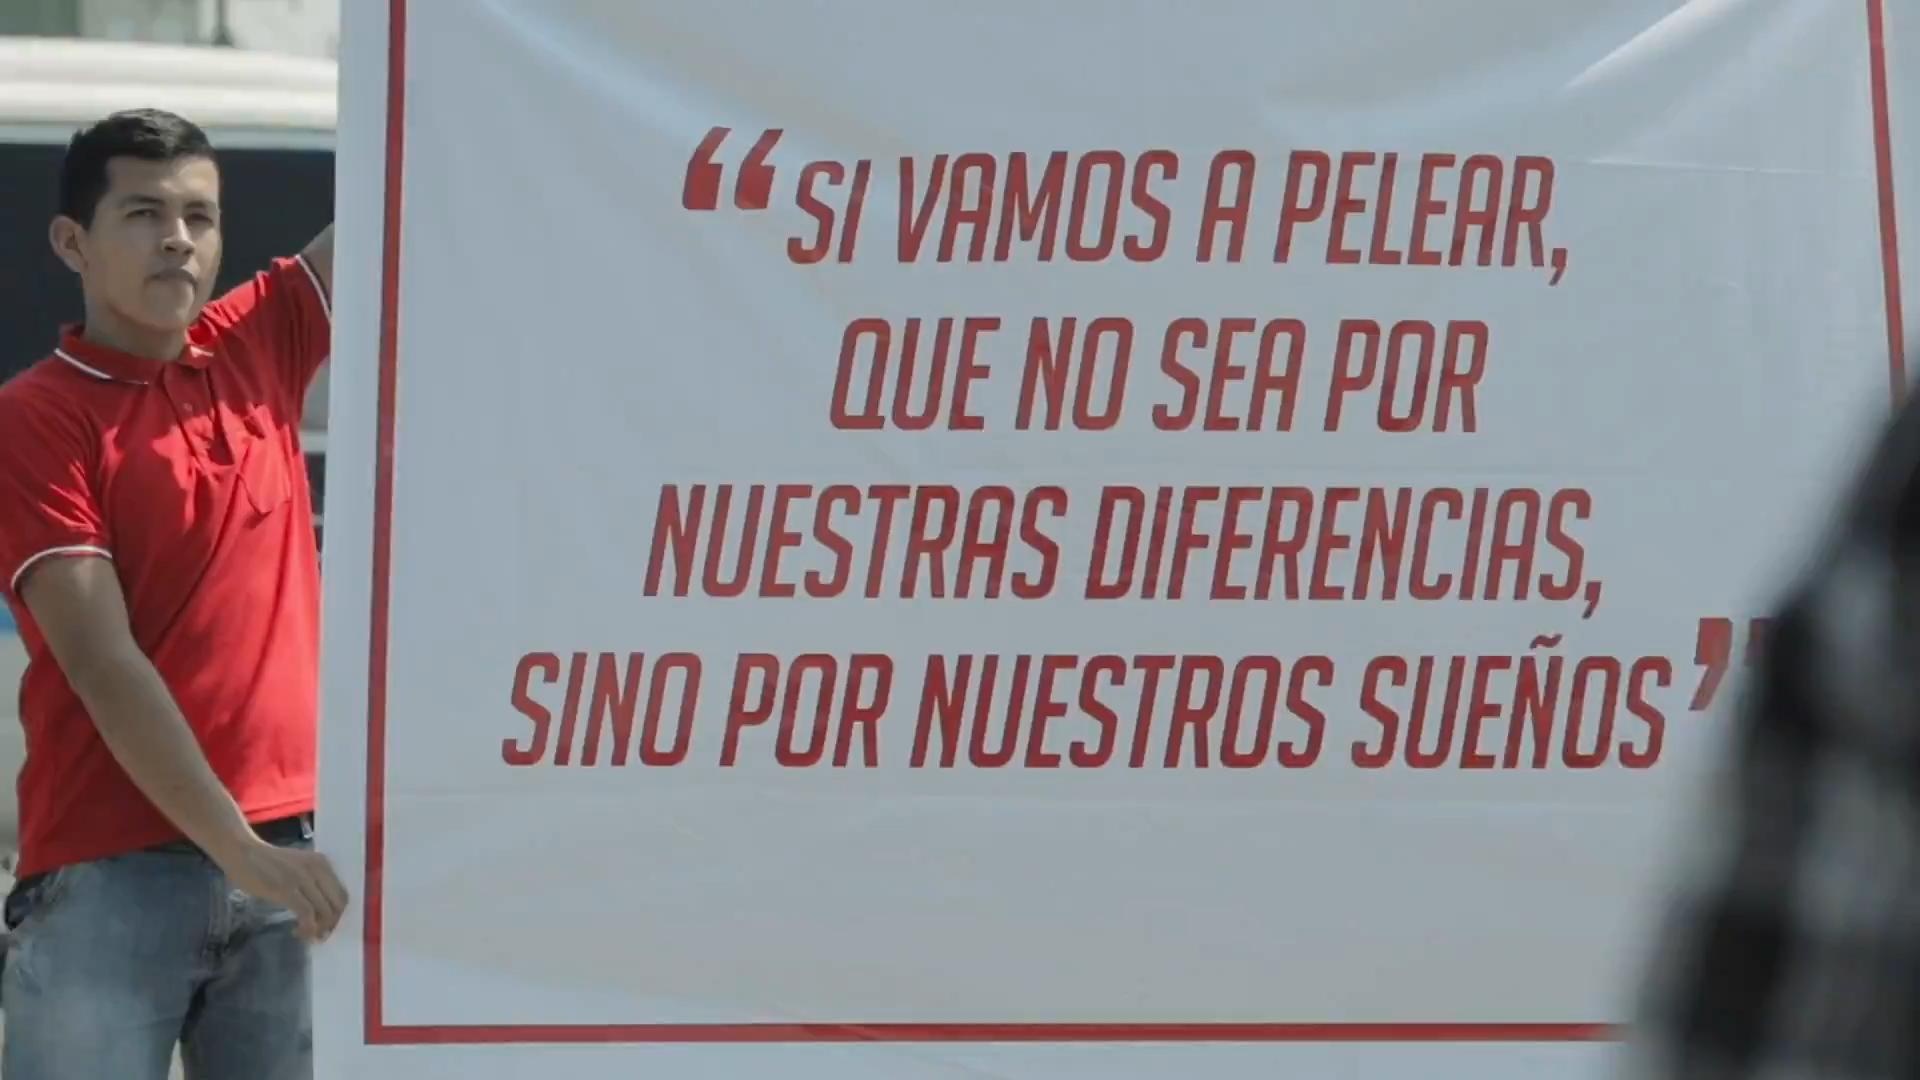 “SI VAMOS A PELEAR,
QUE NO SEA POR
NUESTRAS DIFERENCIAS,
SINO POR NUESTROS SUEÑOS”